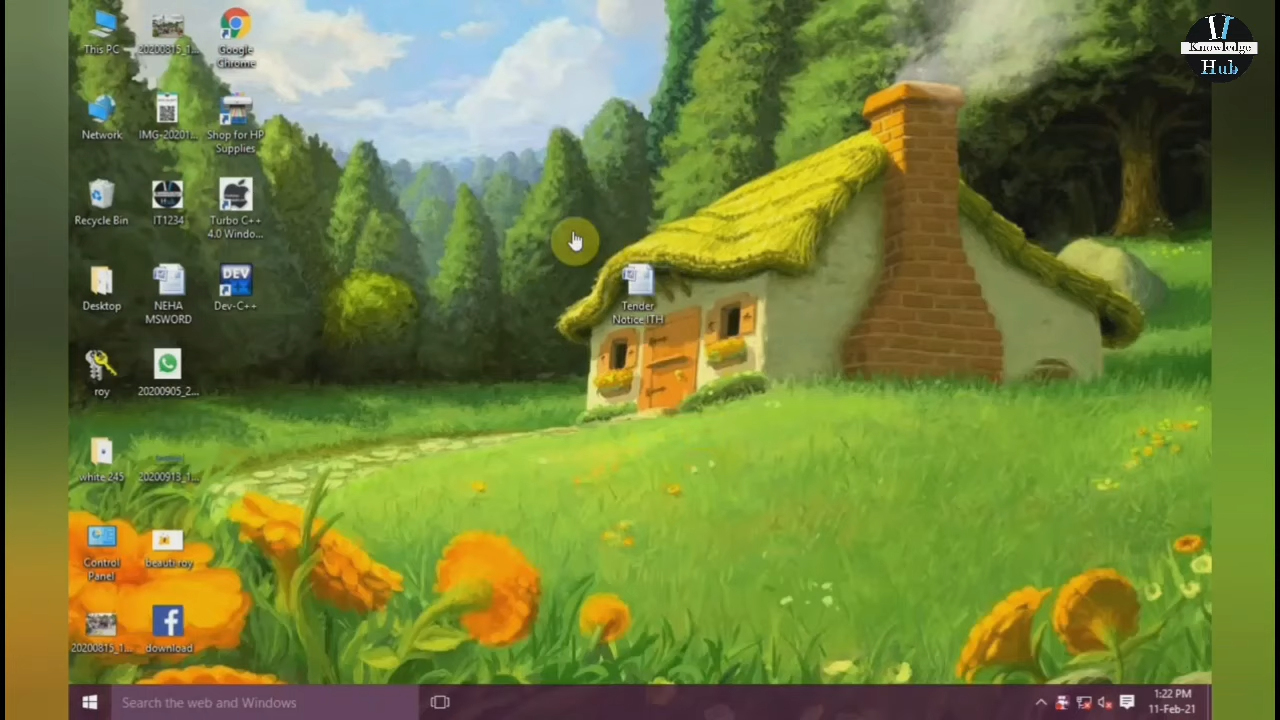 This PC
20200815_1...
Google
Chrome
Network
IMG-20201...
Shop for HP
Supplies
Recycle Bin
IT1234
Turbo C++
4.0 Windo...
Desktop
NEHA
MSWORD
DEV
Dev-C++
roy
20200905_2...
white 245
20200913_1...
Control
Panel
beauti roy
20200815_1...
download
Tender
Notice ITH
Knowledge
Hub
Search the web and Windows
1:22 PM
11-Feb-21